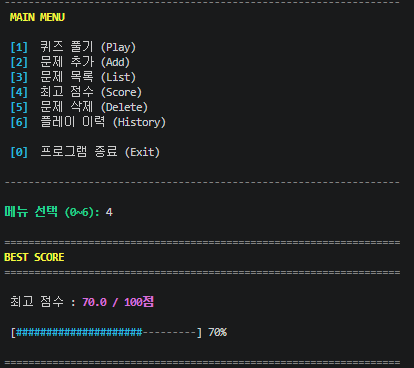 ------------------------------------------------------------------
MAIN MENU
[1] 퀴즈 풀기 (Play)
[2] 문제 추가 (Add)
[3] 문제 목록 (List)
[4] 최고 점수 (Score)
[5] 문제 삭제 (Delete)
[6] 플레이 이력 (History)
[0] 프로그램 종료 (Exit)
------------------------------------------------------------------
메뉴 선택 (0~6): 4
==================================================================
BEST SCORE
==================================================================
최고 점수 : 70.0 / 100점
[#####################---------] 70%
==================================================================